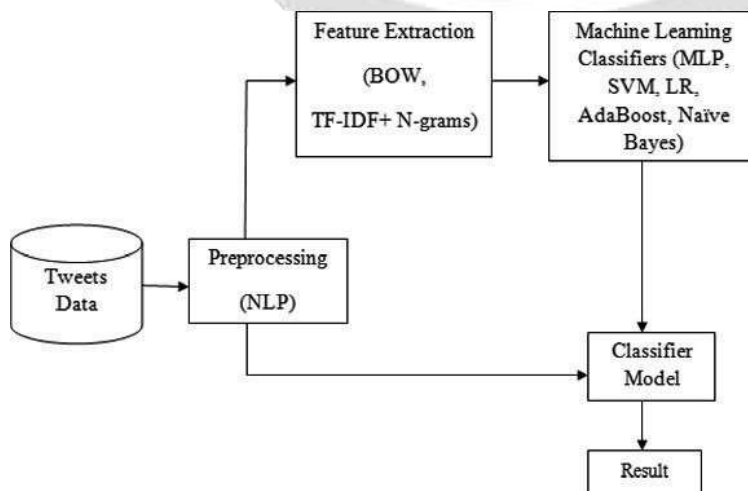 Feature Extraction
(BOW,
TF-IDF+ N-grams)
Machine Learning
Classifiers (MLP,
SVM, LR,
AdaBoost, Naïve
Bayes)
Tweets
Data
Preprocessing
(NLP)
Classifier
Model
Result